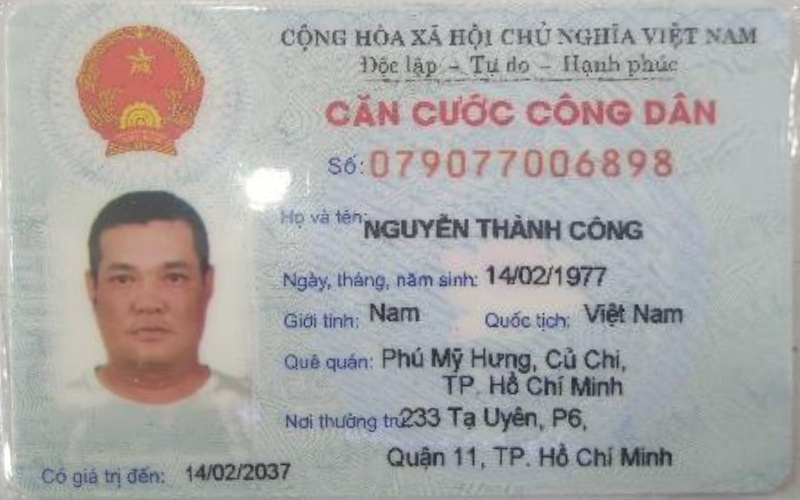 CỘNG HÒA XÃ HỘI CHỦ NGHĨA VIỆT NAM
Độc lập - Tự do - Hạnh phúc
CĂN CƯỚC CÔNG DÂN
Số: 079077006898
Họ và tên: NGUYỄN THÀNH CÔNG
Ngày, tháng, năm sinh: 14/02/1977
Giới tính: Nam Quốc tịch: Việt Nam
Quê quán: Phú Mỹ Hưng, Củ Chi,
TP. Hồ Chí Minh
Nơi thường trú: 233 Tạ Uyên, P6,
Quận 11, TP. Hồ Chí Minh
Có giá trị đến: 14/02/2037